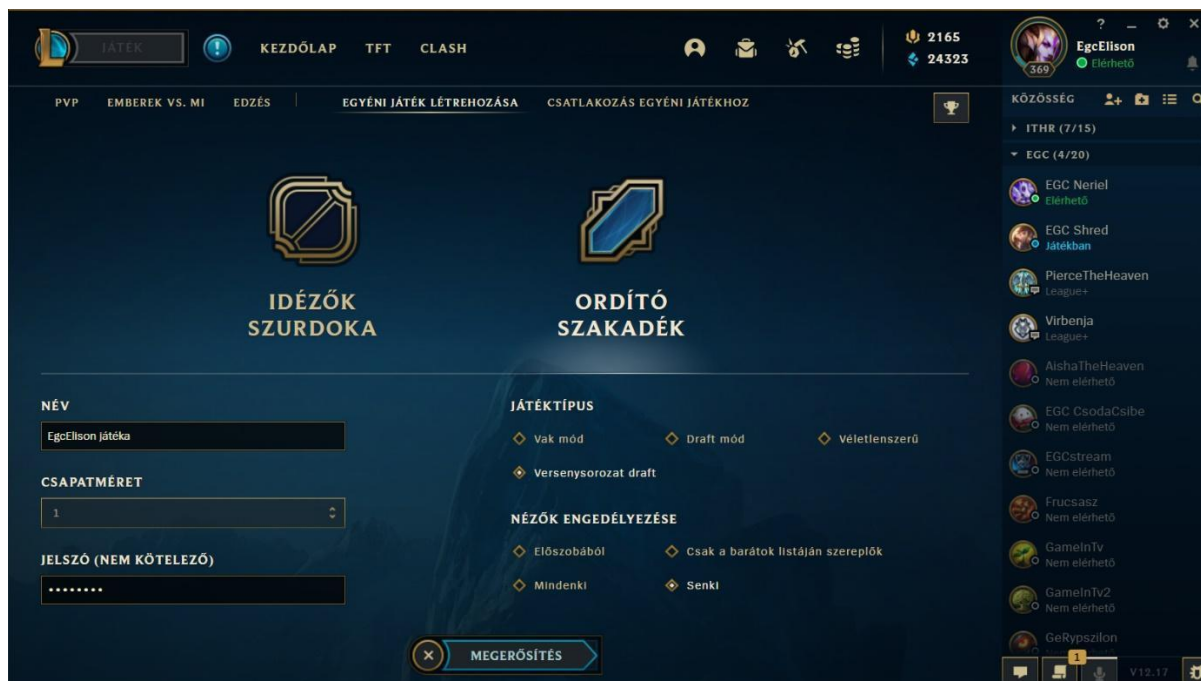 JÁTÉK
KEZDŐLAP TFT CLASH
2165
24323
369
EgcElison
Elérhető
PVP EMBEREK VS. MI EDZÉS EGYÉNI JÁTÉK LÉTREHOZÁSA CSATLAKOZÁS EGYÉNI JÁTÉKHOZ
IDÉZŐK
SZURDOKA
ORDÍTÓ
SZAKADÉK
NÉV
EgcElison játéka
CSAPATMÉRET
1
JELSZÓ (NEM KÖTELEZŐ)
••••••••
JÁTÉKTÍPUS
Vak mód Draft mód Véletlenszerű
Versenysorozat draft
NÉZŐK ENGEDÉLYEZÉSE
Előszobából Csak a barátok listáján szereplők
Mindenki Senki
MEGERŐSÍTÉS
KÖZÖSSÉG
ITHR (7/15)
EGC (4/20)
EGC Neriel
Elérhető
EGC Shred
Játékban
PierceTheHeaven
League+
Virbenja
League+
AishaTheHeaven
Nem elérhető
EGC CsodaCsibe
Nem elérhető
EGCstream
Nem elérhető
Frucsasz
Nem elérhető
GameInTv
Nem elérhető
GameInTv2
Nem elérhető
GeRypszilon
1
V12.17